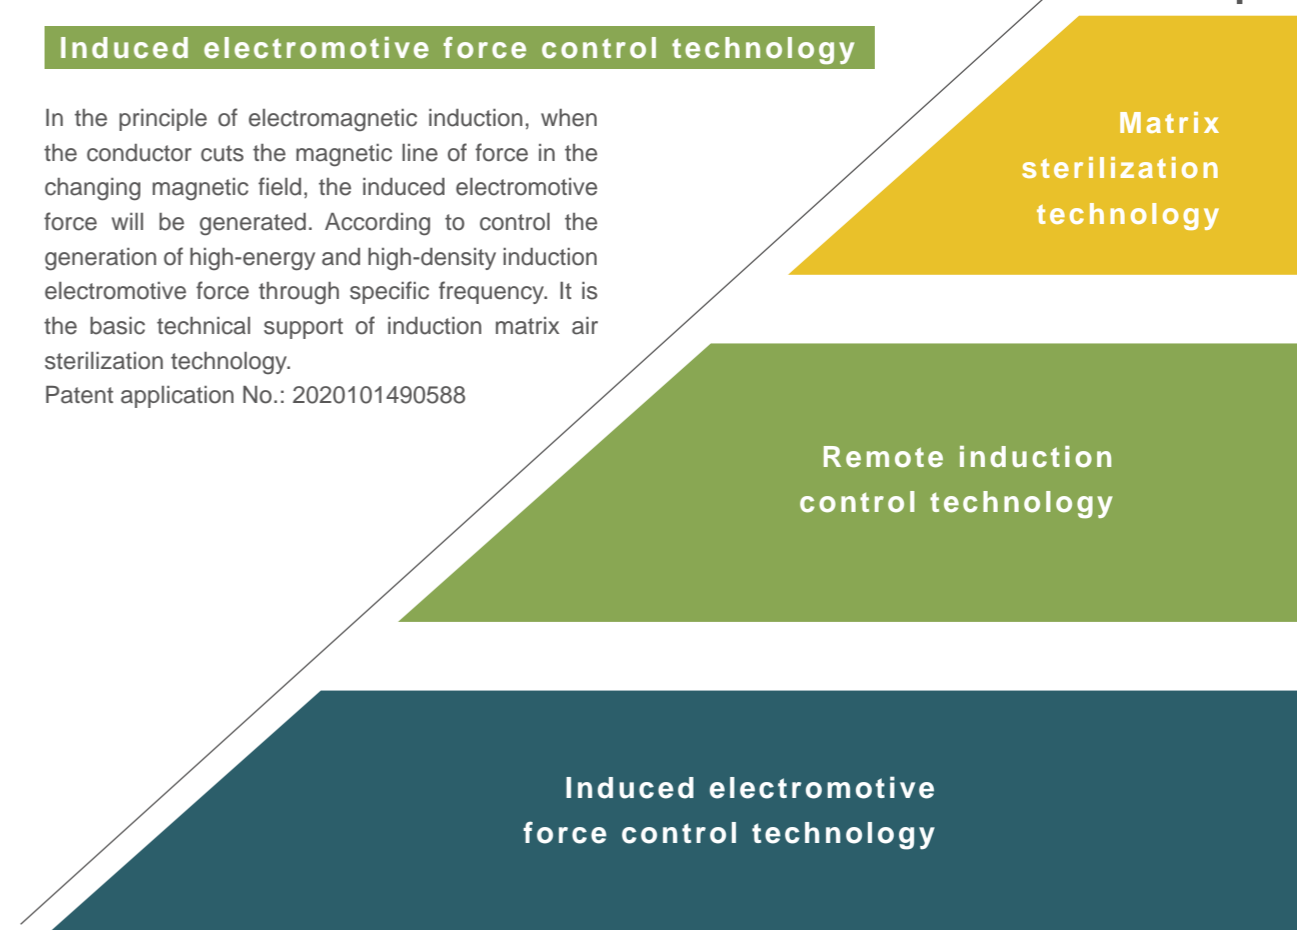 Induced electromotive force control technology
In the principle of electromagnetic induction, when
the conductor cuts the magnetic line of force in the
changing magnetic field, the induced electromotive
force will be generated. According to control the
generation of high-energy and high-density induction
electromotive force through specific frequency. It is
the basic technical support of induction matrix air
sterilization technology.
Patent application No.: 2020101490588
Matrix
sterilization
technology
Remote induction
control technology
Induced electromotive
force control technology